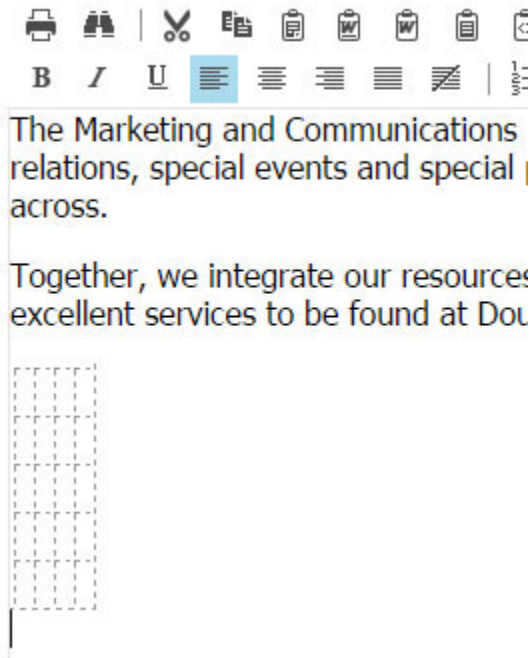 B I U
The Marketing and Communications
relations, special events and special
across.
Together, we integrate our resources
excellent services to be found at Dou